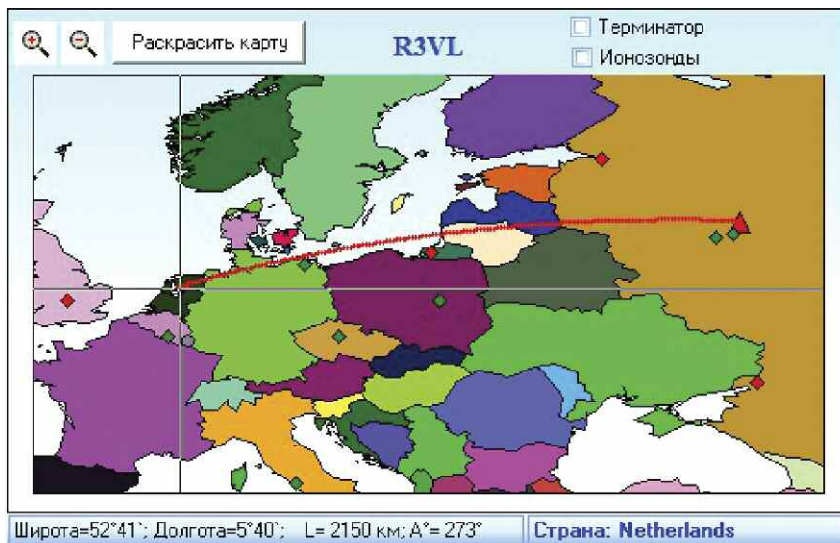 Раскрасить карту
R3VL
Терминатор
Ионозонды
Широта=52°41`; Долгота=5°40`; L= 2150 км; A°= 273°
Страна: Netherlands